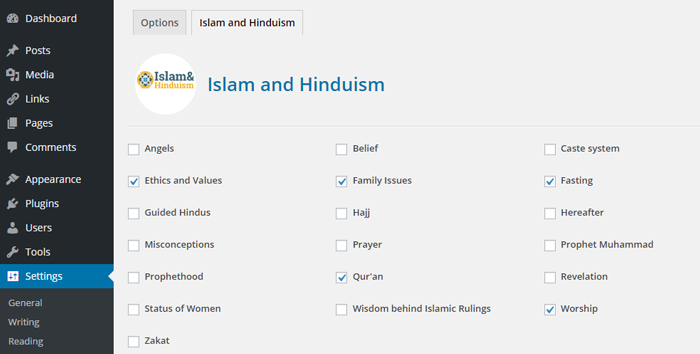 Dashboard
Posts
Media
Links
Pages
Comments
Appearance
Plugins
Users
Tools
Settings
General
Writing
Reading
Options
Islam and Hinduism
Islam&
Hinduism
Islam and Hinduism
Angels
Belief
Caste system
Ethics and Values
Family Issues
Fasting
Guided Hindus
Hajj
Hereafter
Misconceptions
Prayer
Prophet Muhammad
Prophethood
Qur'an
Revelation
Status of Women
Wisdom behind Islamic Rulings
Worship
Zakat